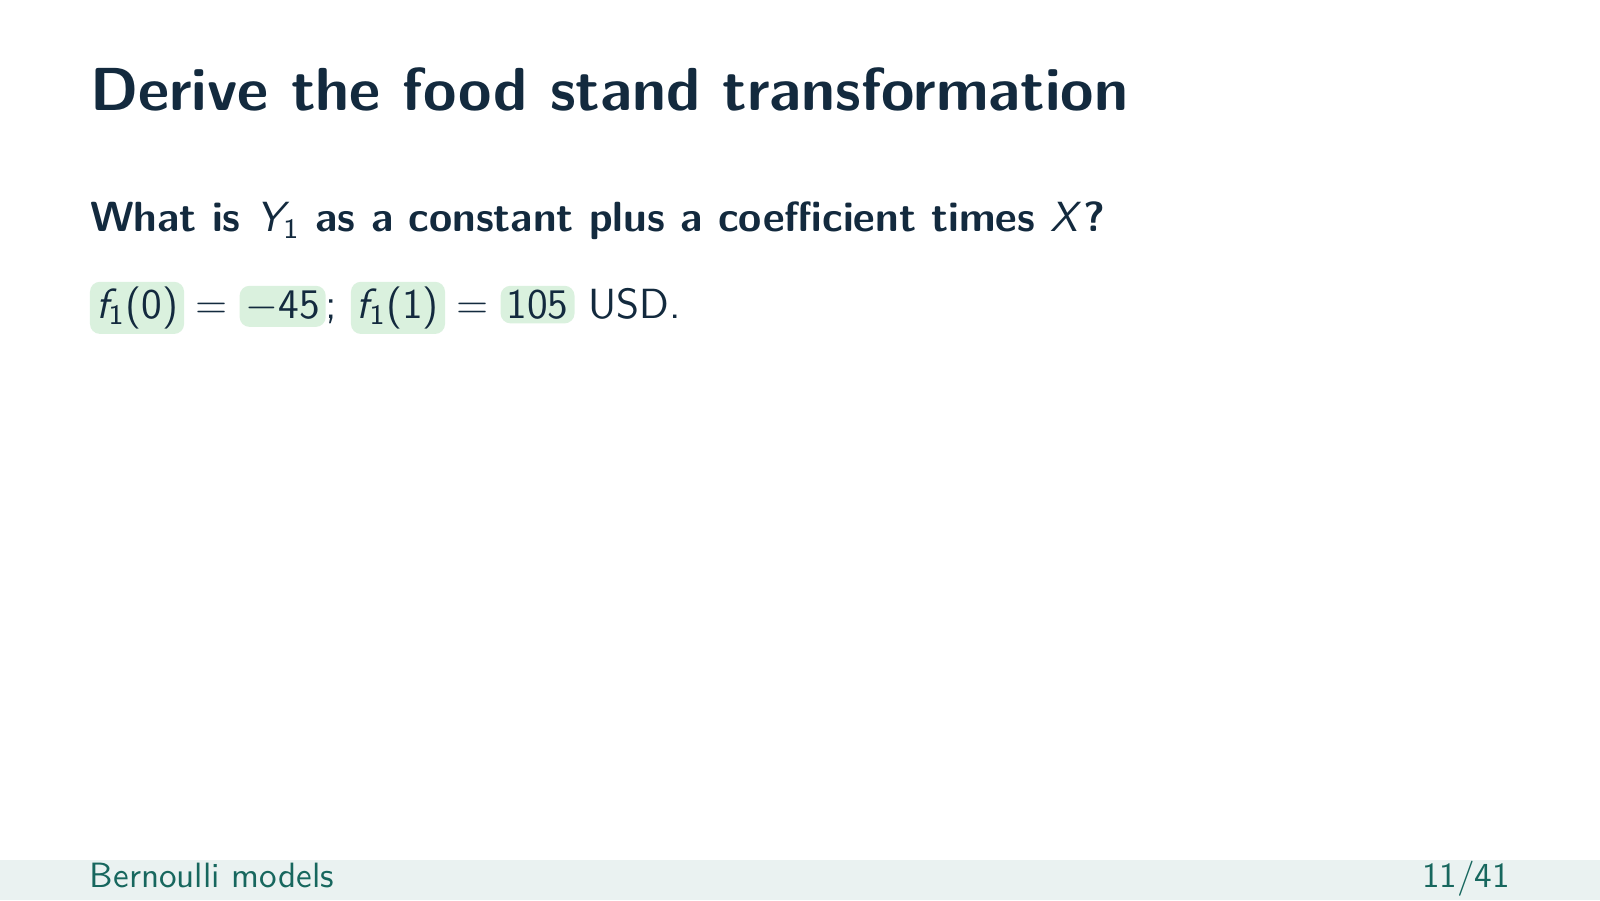 Derive the food stand transformation
What is Y₁ as a constant plus a coefficient times X?
f₁(0) = −45; f₁(1) = 105 USD.
Bernoulli models
11/41